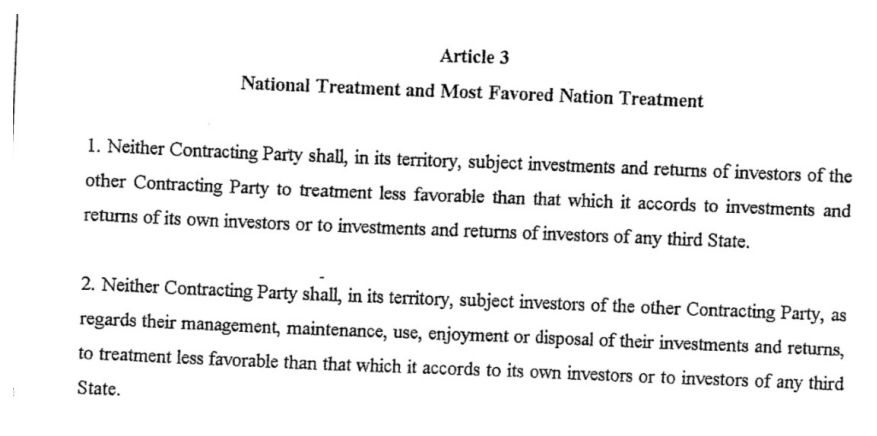 Article 3
National Treatment and Most Favored Nation Treatment
1. Neither Contracting Party shall, in its territory, subject investments and returns of investors of the
other Contracting Party to treatment less favorable than that which it accords to investments and
returns of its own investors or to investments and returns of investors of any third State.
2. Neither Contracting Party shall, in its territory, subject investors of the other Contracting Party, as
regards their management, maintenance, use, enjoyment or disposal of their investments and returns,
to treatment less favorable than that which it accords to its own investors or to investors of any third
State.